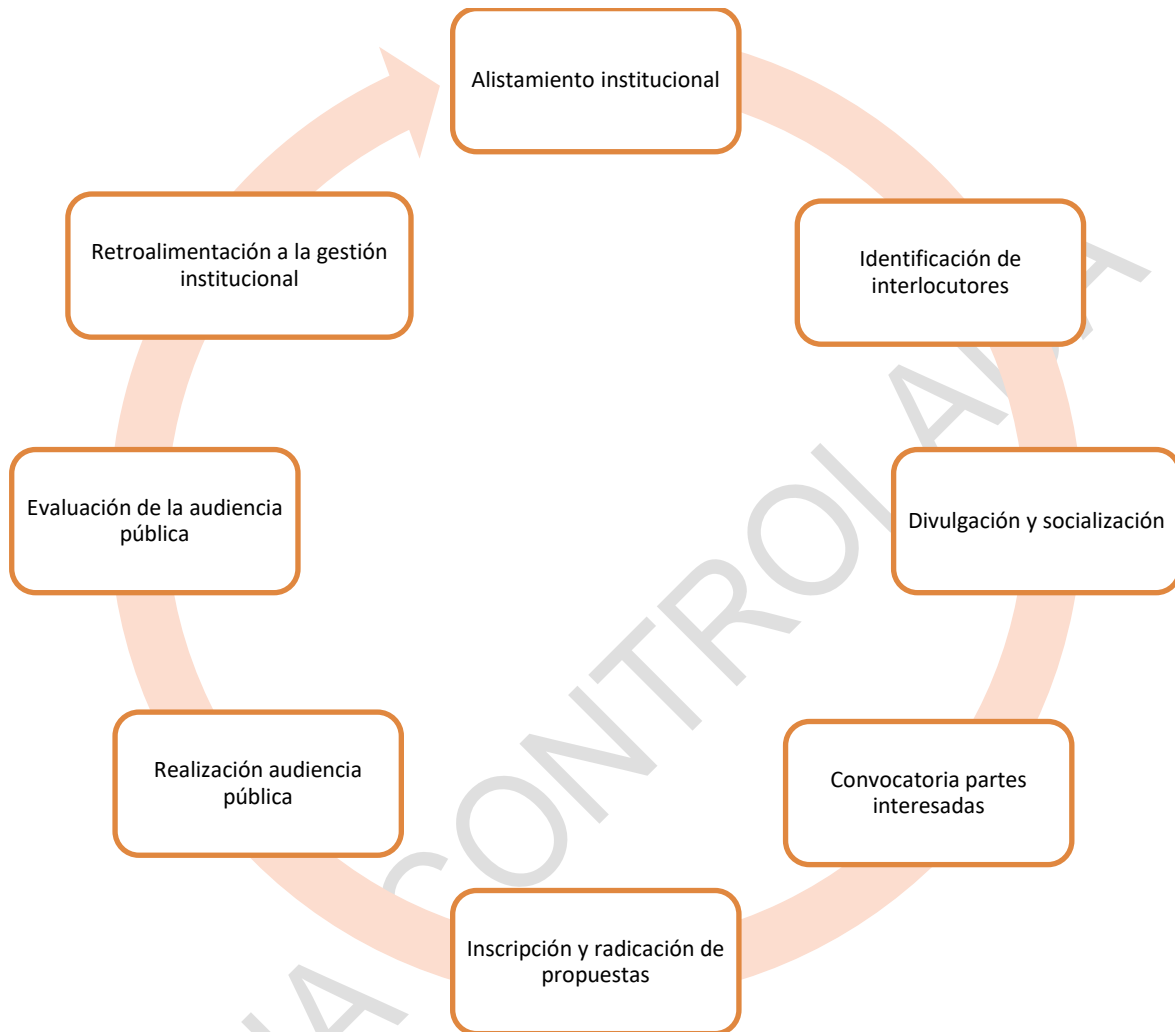 Alistamiento institucional
Identificación de
interlocutores
Divulgación y socialización
Convocatoria partes
interesadas
Inscripción y radicación de
propuestas
Realización audiencia
pública
Evaluación de la audiencia
pública
Retroalimentación a la gestión
institucional
CONTROLADA